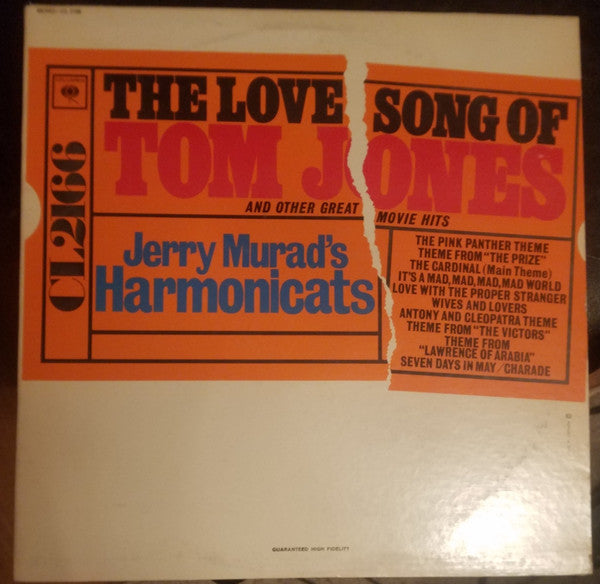 THE LOVE SONG OF
TOM JONES
AND OTHER GREAT MOVIE HITS
CL2166
Jerry Murad's
Harmonicats
THE PINK PANTHER THEME
THEME FROM "THE PRIZE"
THE CARDINAL (Main Theme)
IT'S A MAD, MAD, MAD, MAD WORLD
LOVE WITH THE PROPER STRANGER
WIVES AND LOVERS
ANTONY AND CLEOPATRA THEME
THEME FROM "THE VICTORS"
THEME FROM
"LAWRENCE OF ARABIA"
SEVEN DAYS IN MAY/CHARADE
GUARANTEED HIGH FIDELITY